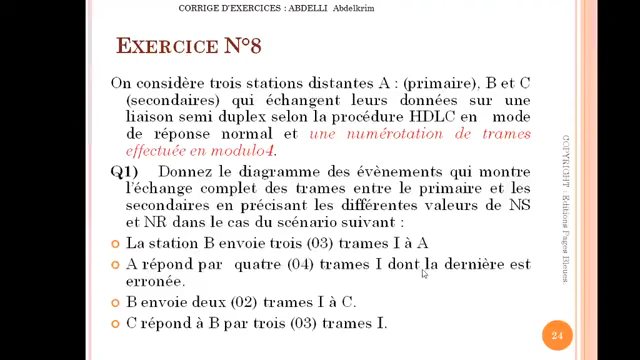 CORRIGE D'EXERCICES : ABDELLI Abdelkrim
EXERCICE N°8
On considère trois stations distantes A : (primaire), B et C
(secondaires) qui échangent leurs données sur une
liaison semi duplex selon la procédure HDLC en mode
de réponse normal et une numérotation de trames
effectuée en modulo4.
Q1) Donnez le diagramme des évènements qui montre
l'échange complet des trames entre le primaire et les
secondaires en précisant les différentes valeurs de NS
et NR dans le cas du scénario suivant :
La station B envoie trois (03) trames I à A
A répond par quatre (04) trames I dont la dernière est
erronée.
B envoie deux (02) trames I à C.
C répond à B par trois (03) trames I.
COPYRIGHT : Editions Pages Bleues.
24